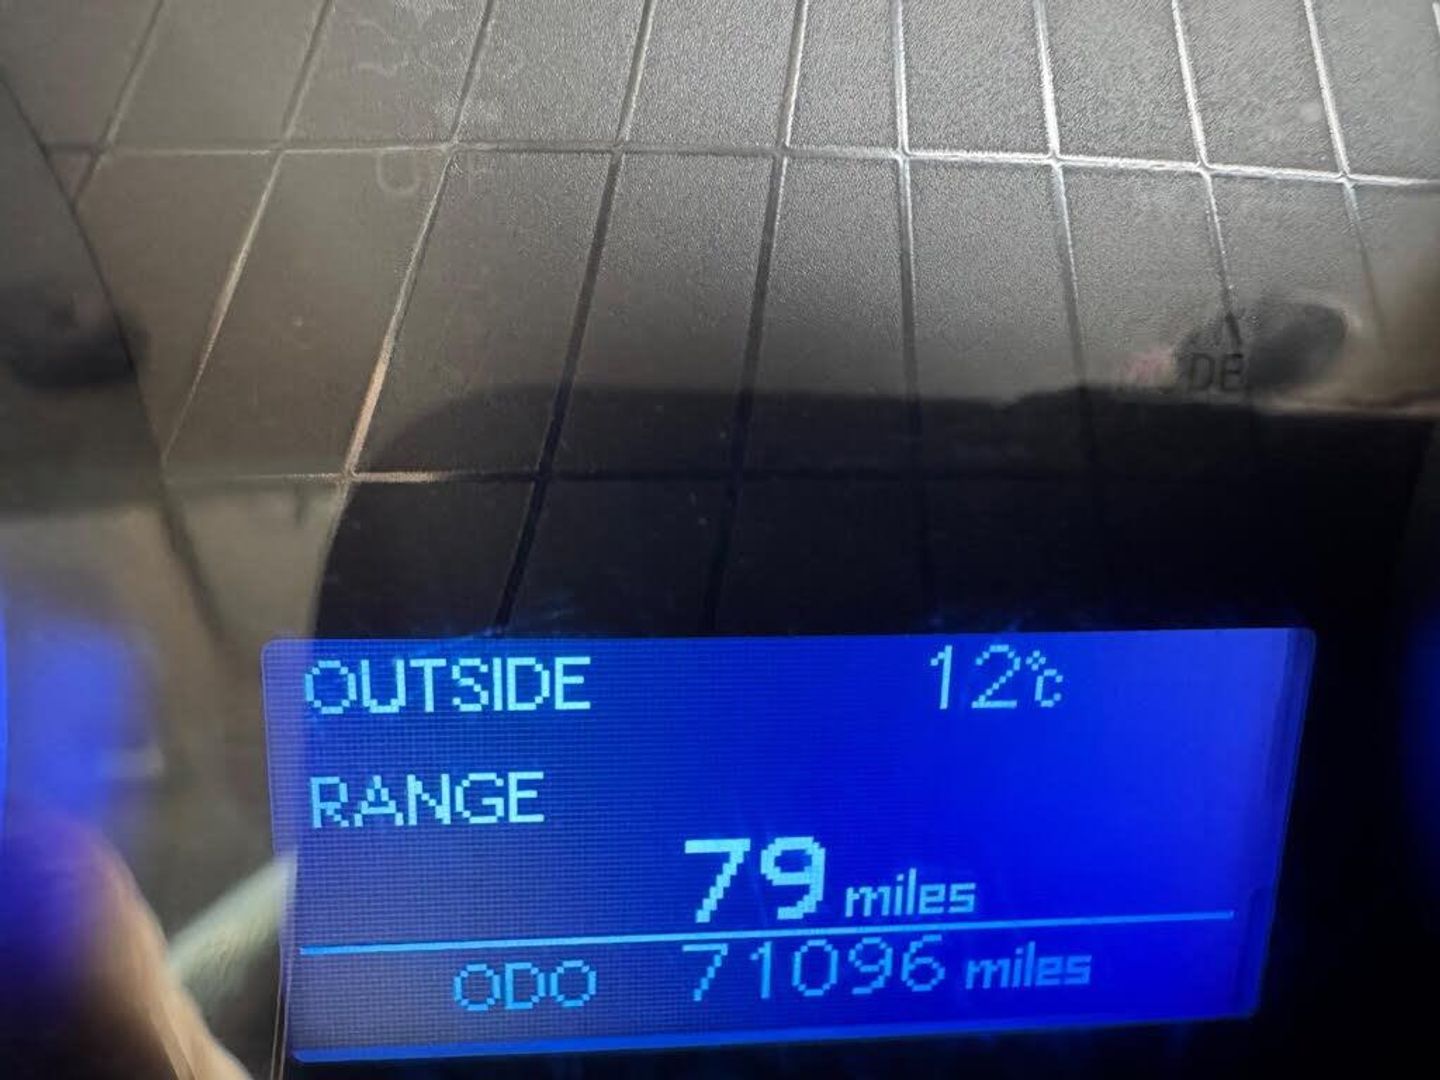 OUTSIDE 12°C
RANGE
79 miles
ODO 71096 miles